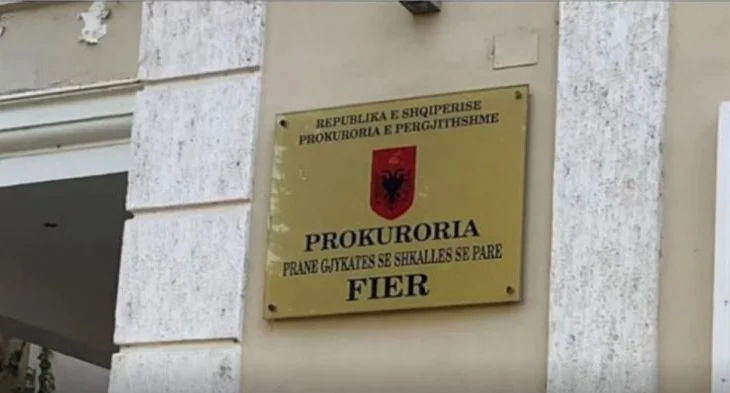 REPUBLIKA E SHQIPERISE
PROKURORIA E PERGJITHSHME
PROKURORIA
PRANE GJYKATES SE SHKALLES SE PARE
FIER